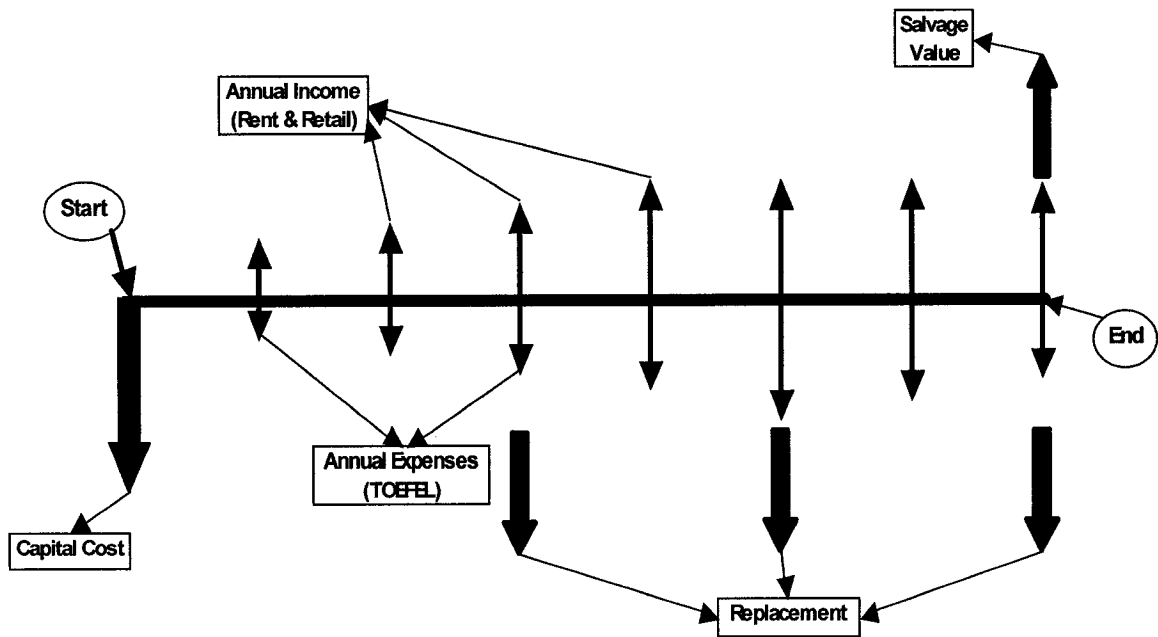 Salvage
Value
Annual Income
(Rent & Retail)
Start
End
Annual Expenses
(TOEFEL)
Capital Cost
Replacement